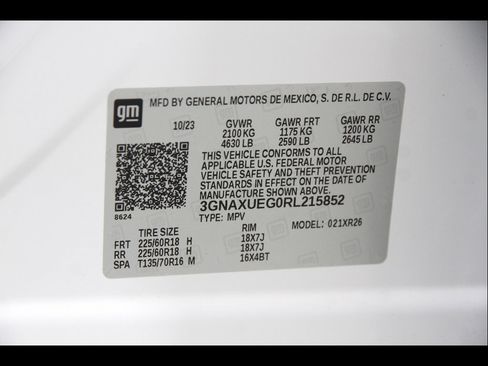 gm
MFD BY GENERAL MOTORS DE MEXICO, S. DE R.L. DE C.V.
10/23 GVWR GAWR FRT GAWR RR
2100 KG 1175 KG 1200 KG
4630 LB 2590 LB 2645 LB
THIS VEHICLE CONFORMS TO ALL
APPLICABLE U.S. FEDERAL MOTOR
VEHICLE SAFETY AND THEFT PREVENTION
STANDARDS IN EFFECT ON THE DATE OF
MANUFACTURE SHOWN ABOVE.
3GNAXUEG0RL215852
8624
TYPE: MPV MODEL: 021XR26
TIRE SIZE RIM
FRT 225/60R18 H 18X7J
RR 225/60R18 H 18X7J
SPA T135/70R16 M 16X4BT